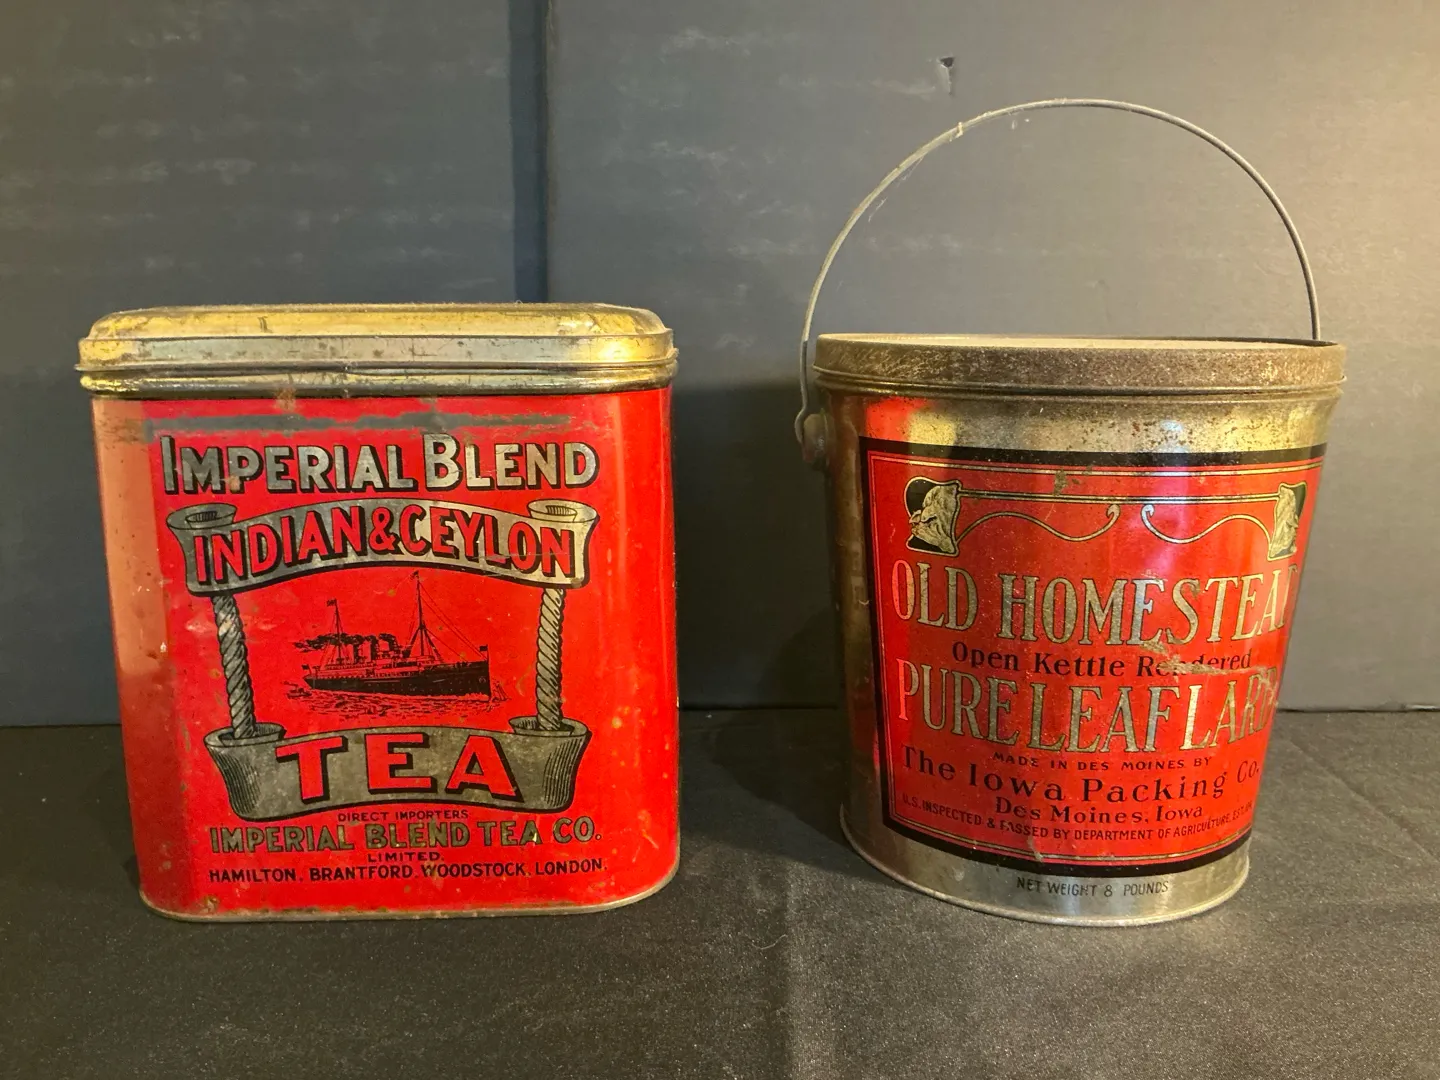 IMPERIAL BLEND
INDIAN & CEYLON
TEA
DIRECT IMPORTERS
IMPERIAL BLEND TEA CO.
LIMITED.
HAMILTON, BRANTFORD, WOODSTOCK, LONDON.
OLD HOMESTEAD
Open Kettle Rendered
PURE LEAF LARD
MADE IN DES MOINES BY
The Iowa Packing Co.
Des Moines, Iowa
U.S. INSPECTED & PASSED BY DEPARTMENT OF AGRICULTURE, EST.
NET WEIGHT 8 POUNDS